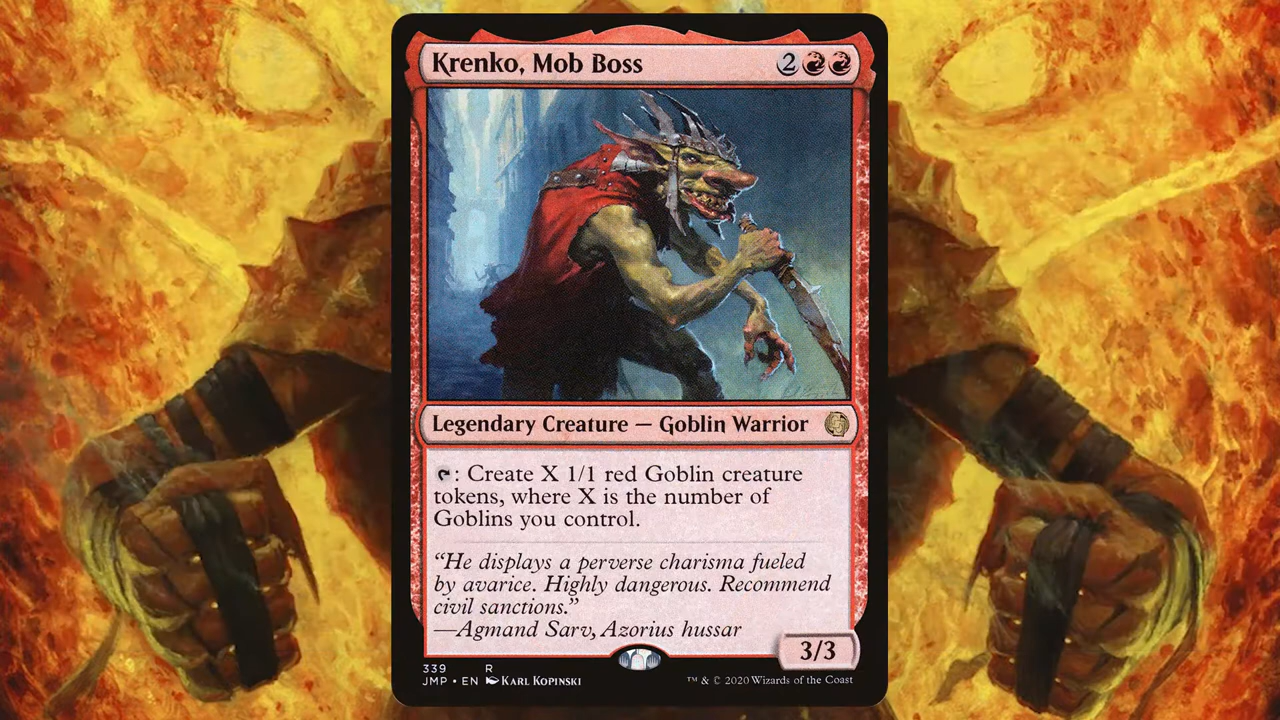 Krenko, Mob Boss 2
Legendary Creature — Goblin Warrior
: Create X 1/1 red Goblin creature
tokens, where X is the number of
Goblins you control.
“He displays a perverse charisma fueled
by avarice. Highly dangerous. Recommend
civil sanctions.”
—Agmand Sarv, Azorius hussar
3/3
339 R
JMP • EN Karl Kopinski
™ & © 2020 Wizards of the Coast